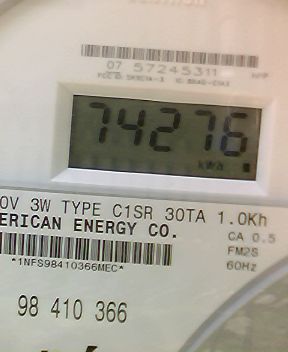 07 57245311
74276
kWh
0V 3W TYPE C1SR 30TA 1.0Kh
ERICAN ENERGY CO.
CA 0.5
FM2S
60Hz
*1NFS98410366MEC*
98 410 366